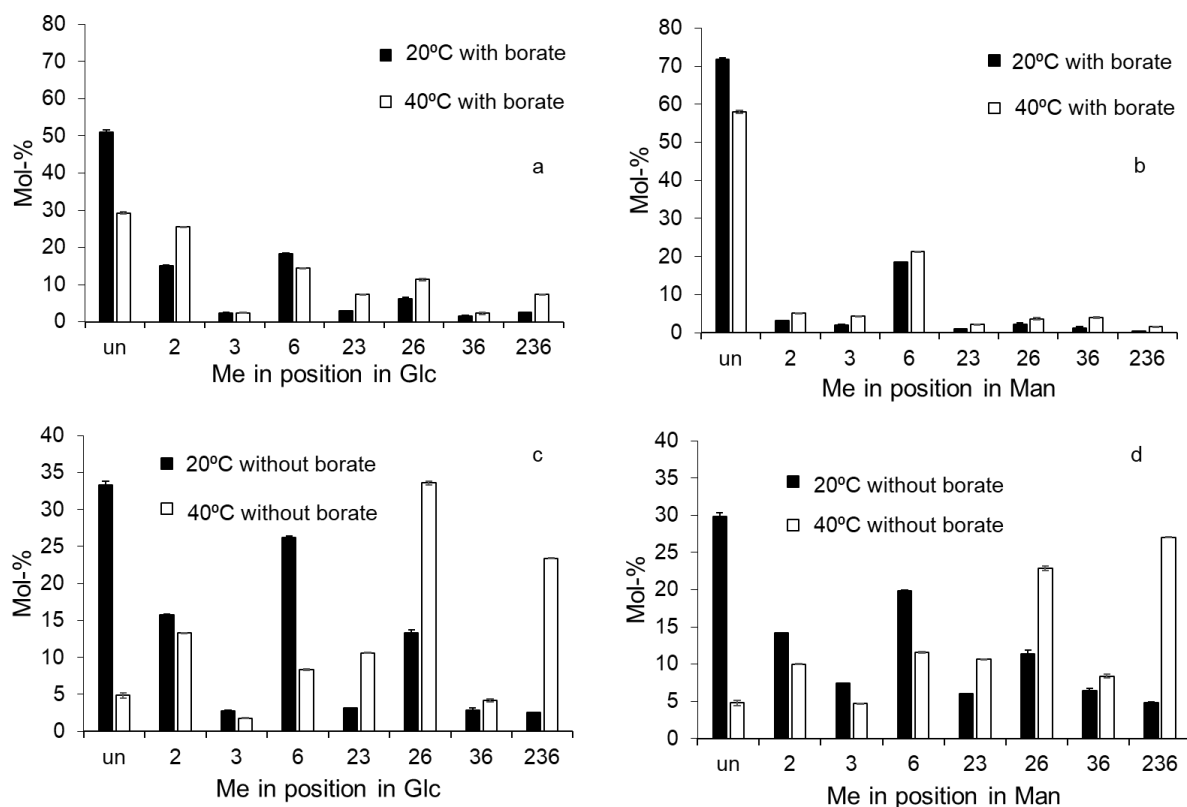 80
70
60
50
40
30
20
10
0
Mol-%
20ºC with borate
40ºC with borate
a
un 2 3 6 23 26 36 236
Me in position in Glc
80
70
60
50
40
30
20
10
0
Mol-%
20ºC with borate
40ºC with borate
b
un 2 3 6 23 26 36 236
Me in position in Man
40
35
30
25
20
15
10
5
0
Mol-%
20ºC without borate
40ºC without borate
c
un 2 3 6 23 26 36 236
Me in position in Glc
40
35
30
25
20
15
10
5
0
Mol-%
20ºC without borate
40ºC without borate
d
un 2 3 6 23 26 36 236
Me in position in Man